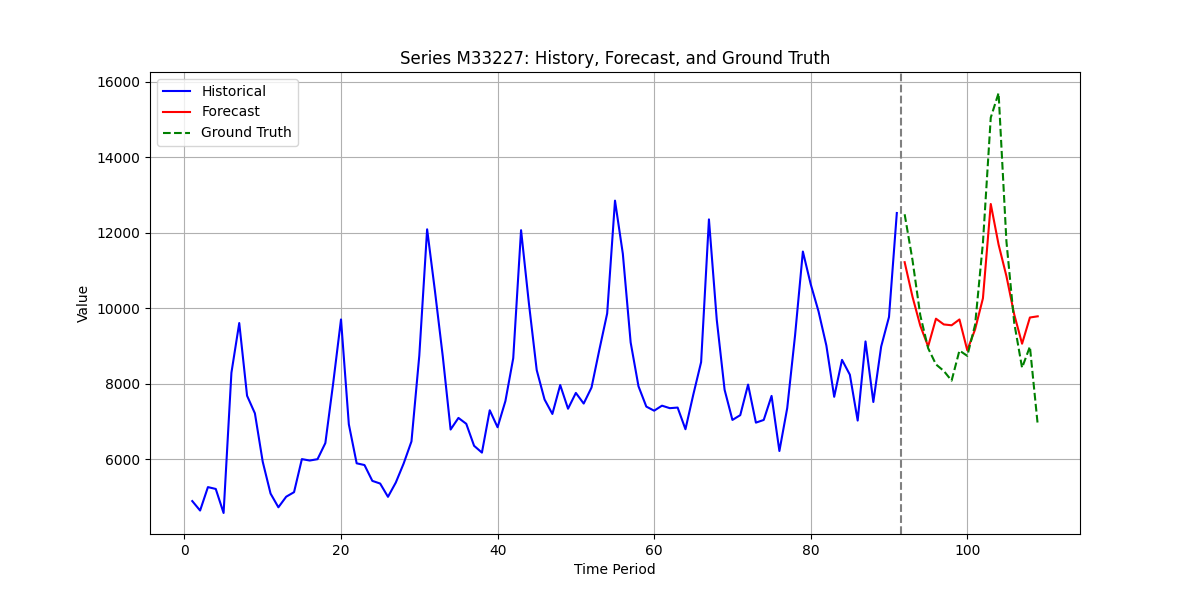 Series M33227: History, Forecast, and Ground Truth
16000
14000
12000
10000
8000
6000
Value
Historical
Forecast
Ground Truth
0
20
40
60
80
100
Time Period